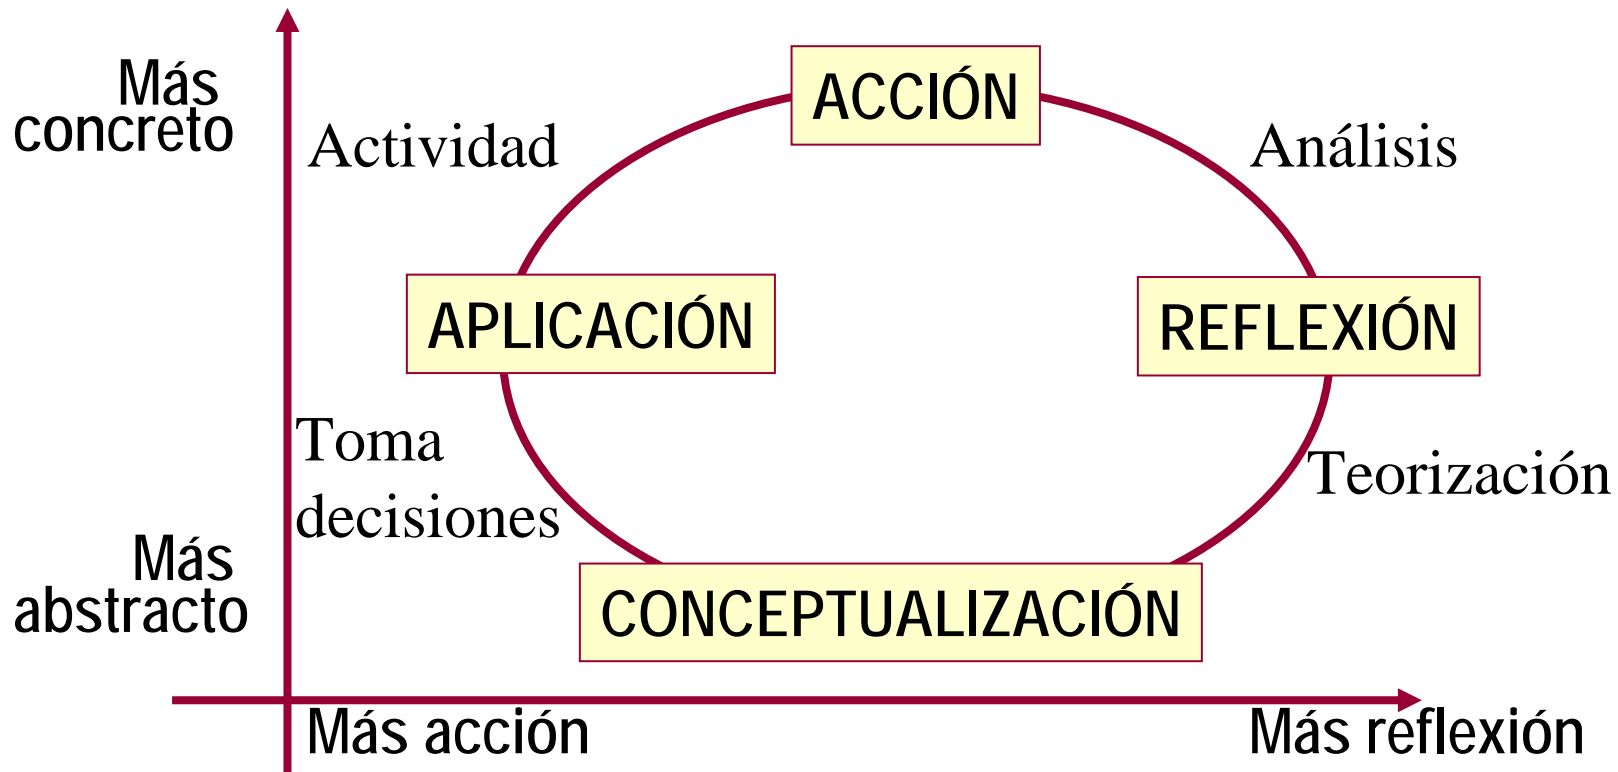 Más
concreto
ACCIÓN
Actividad
Análisis
APLICACIÓN
REFLEXIÓN
Toma
decisiones
Teorización
Más
abstracto
CONCEPTUALIZACIÓN
Más acción
Más reflexión